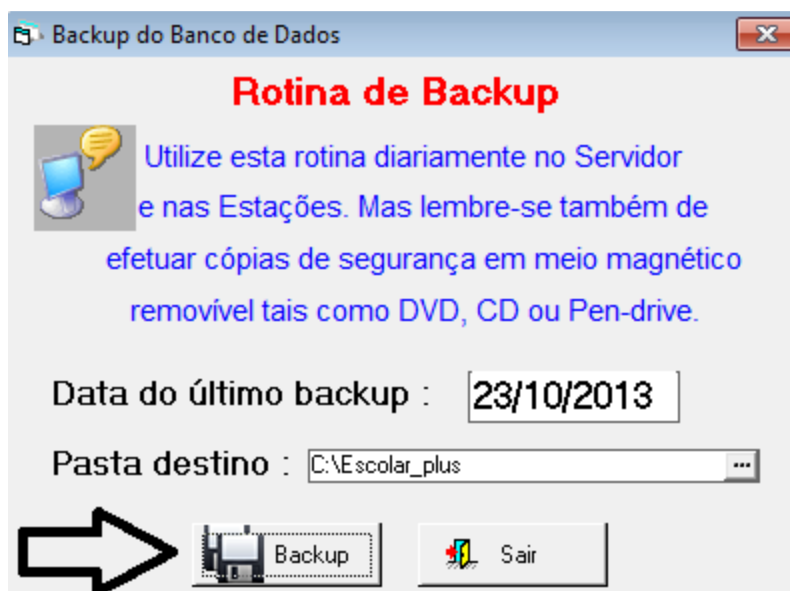 Backup do Banco de Dados
Rotina de Backup
Utilize esta rotina diariamente no Servidor
e nas Estações. Mas lembre-se também de
efetuar cópias de segurança em meio magnético
removível tais como DVD, CD ou Pen-drive.
Data do último backup : 23/10/2013
Pasta destino : C:\Escolar_plus ...
Backup Sair